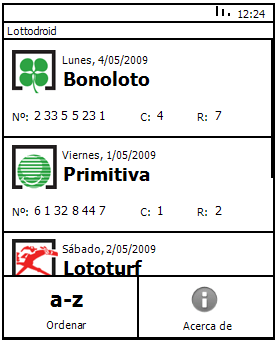 12:24
Lottodroid
Lunes, 4/05/2009
Bonoloto
Nº: 2 33 5 5 23 1 C: 4 R: 7
Viernes, 1/05/2009
Primitiva
Nº: 6 1 32 8 44 7 C: 1 R: 2
Sábado, 2/05/2009
Lototurf
a-z
Ordenar
Acerca de